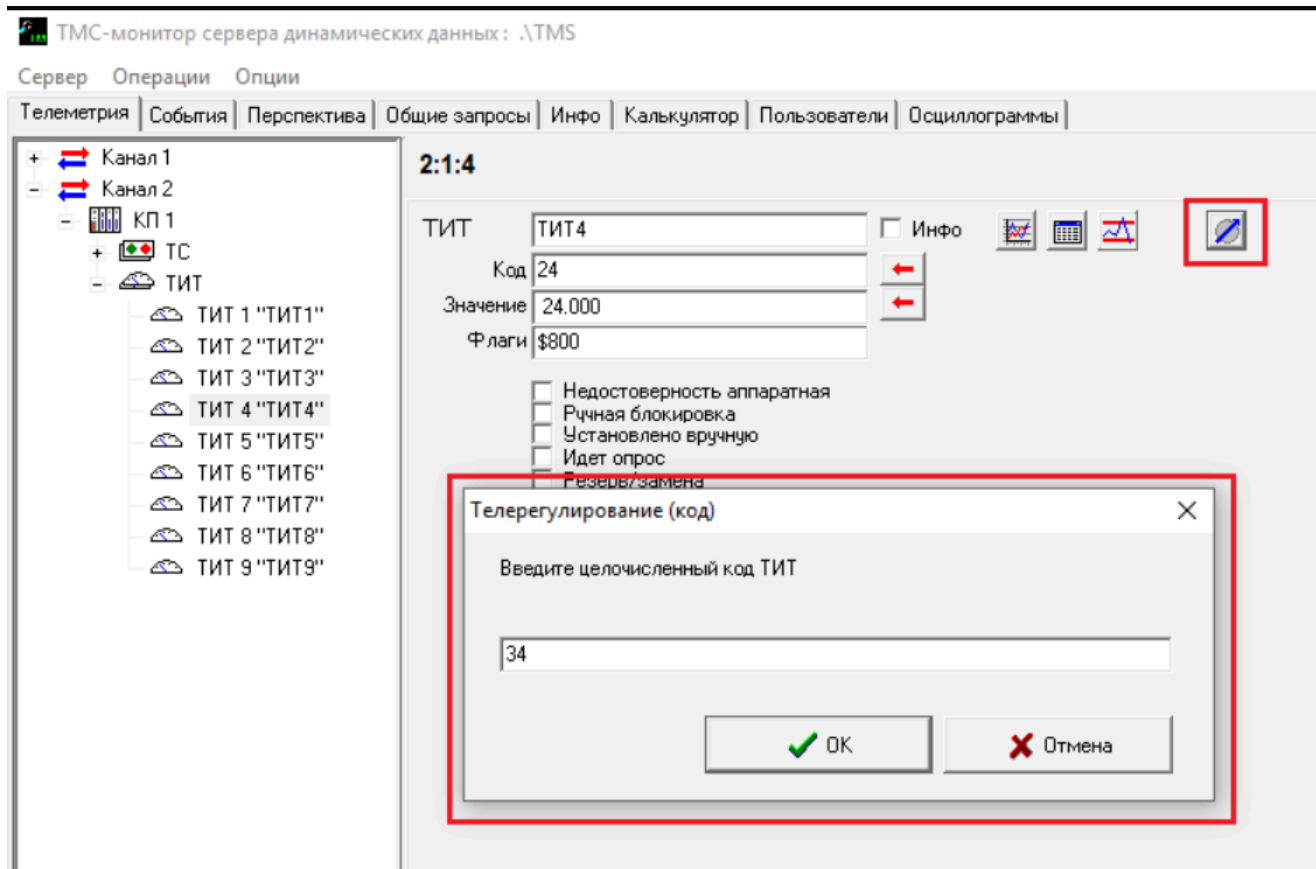 ТМС-монитор сервера динамических данных : .\TMS
Сервер Операции Опции
Телеметрия События Перспектива Общие запросы Инфо Калькулятор Пользователи Осциллограммы
Канал 1
Канал 2
КП 1
ТС
ТИТ
ТИТ 1 "ТИТ1"
ТИТ 2 "ТИТ2"
ТИТ 3 "ТИТ3"
ТИТ 4 "ТИТ4"
ТИТ 5 "ТИТ5"
ТИТ 6 "ТИТ6"
ТИТ 7 "ТИТ7"
ТИТ 8 "ТИТ8"
ТИТ 9 "ТИТ9"
2:1:4
ТИТ ТИТ4 Инфо
Код 24
Значение 24.000
Флаги $800
Недостоверность аппаратная
Ручная блокировка
Установлено вручную
Идет опрос
Резерв/замена
Телерегулирование (код)
Введите целочисленный код ТИТ
34
OK Отмена